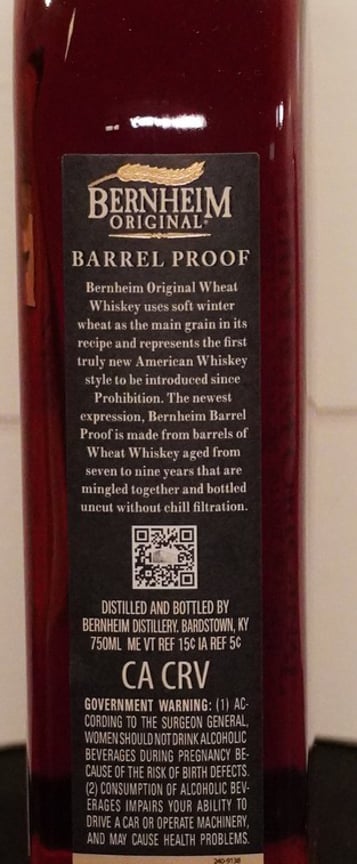 BERNHEIM
ORIGINAL
BARREL PROOF
Bernheim Original Wheat
Whiskey uses soft winter
wheat as the main grain in its
recipe and represents the first
truly new American Whiskey
style to be introduced since
Prohibition. The newest
expression, Bernheim Barrel
Proof is made from barrels of
Wheat Whiskey aged from
seven to nine years that are
mingled together and bottled
uncut without chill filtration.
DISTILLED AND BOTTLED BY
BERNHEIM DISTILLERY, BARDSTOWN, KY
750ML ME VT REF 15¢ IA REF 5¢
CA CRV
GOVERNMENT WARNING: (1) AC-
CORDING TO THE SURGEON GENERAL,
WOMEN SHOULD NOT DRINK ALCOHOLIC
BEVERAGES DURING PREGNANCY BE-
CAUSE OF THE RISK OF BIRTH DEFECTS.
(2) CONSUMPTION OF ALCOHOLIC BEV-
ERAGES IMPAIRS YOUR ABILITY TO
DRIVE A CAR OR OPERATE MACHINERY,
AND MAY CAUSE HEALTH PROBLEMS.
240-9138